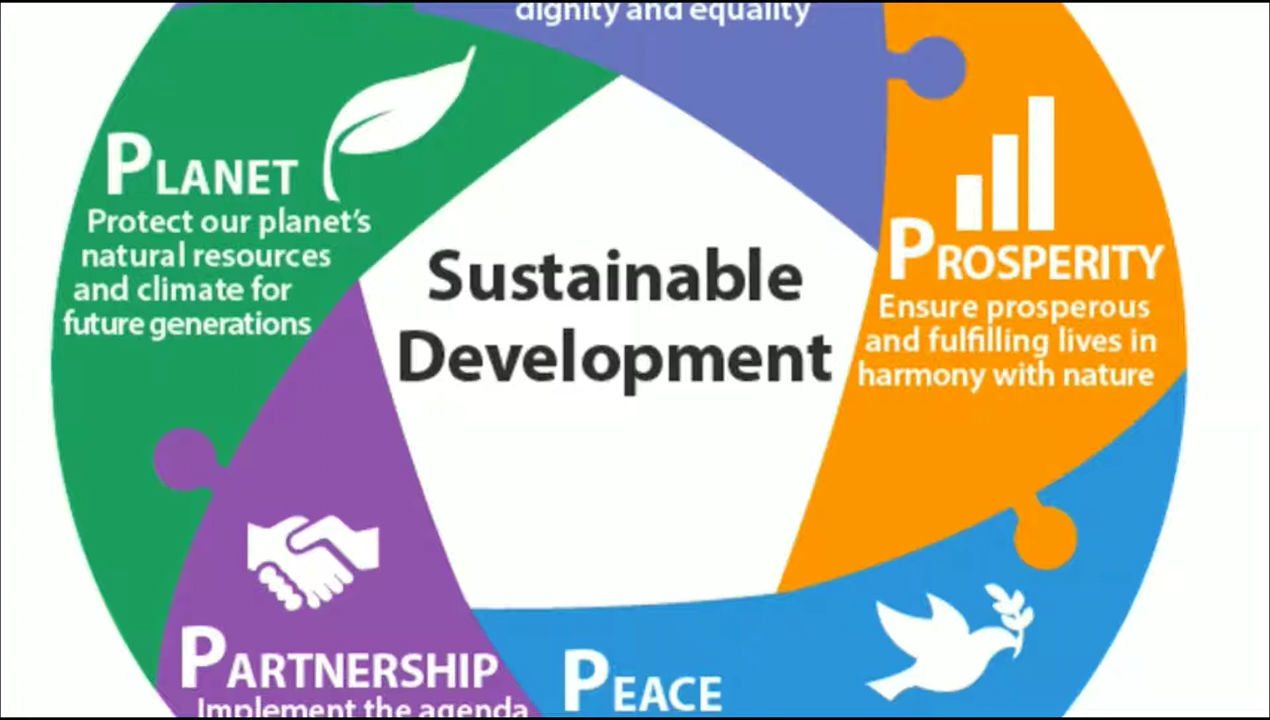 dignity and equality
PLANET
Protect our planet's
natural resources
and climate for
future generations
Sustainable
Development
PROSPERITY
Ensure prosperous
and fulfilling lives in
harmony with nature
PARTNERSHIP
Implement the agenda
PEACE